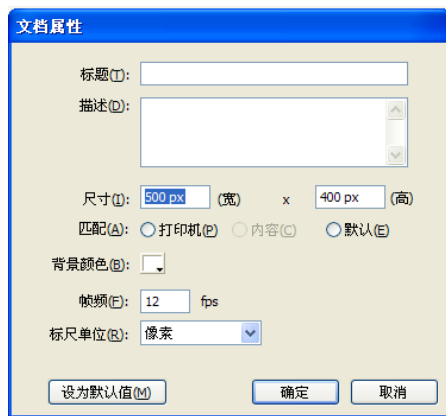 文档属性
标题(T):
描述(D):
尺寸(I): 500 px (宽) x 400 px (高)
匹配(A): 打印机(P) 内容(C) 默认(E)
背景颜色(B):
帧频(F): 12 fps
标尺单位(R): 像素
设为默认值(M) 确定 取消